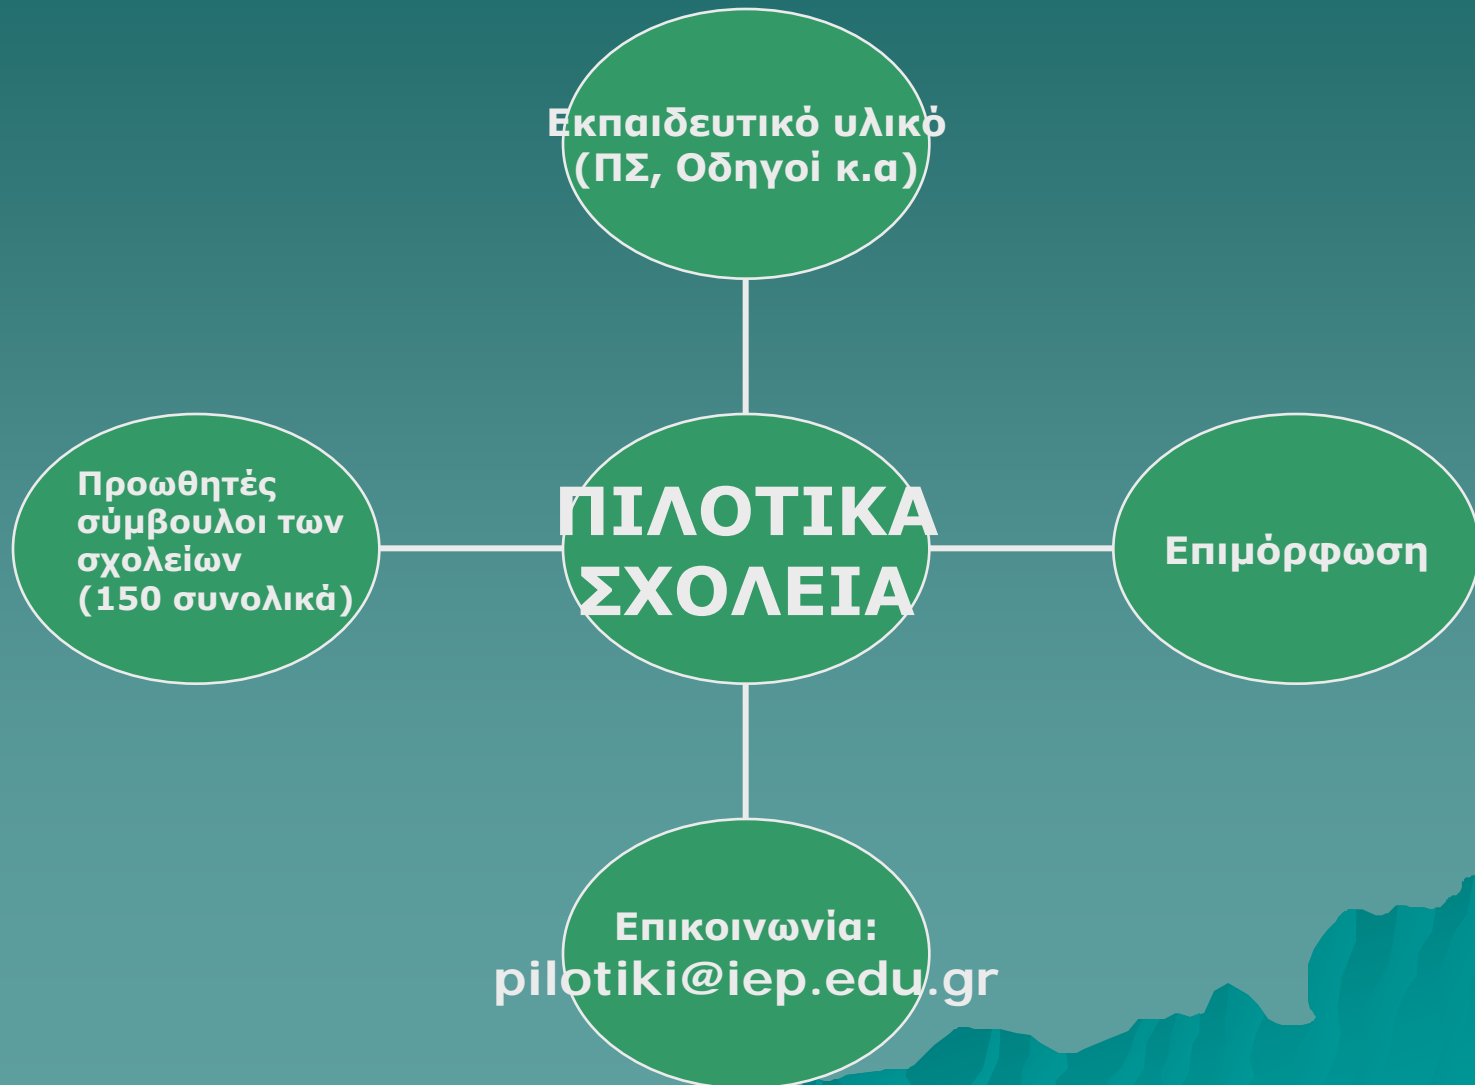 Εκπαιδευτικό υλικό
(ΠΣ, Οδηγοί κ.α)
Προωθητές
σύμβουλοι των
σχολείων
(150 συνολικά)
ΠΙΛΟΤΙΚΑ
ΣΧΟΛΕΙΑ
Επιμόρφωση
Επικοινωνία:
pilotiki@iep.edu.gr